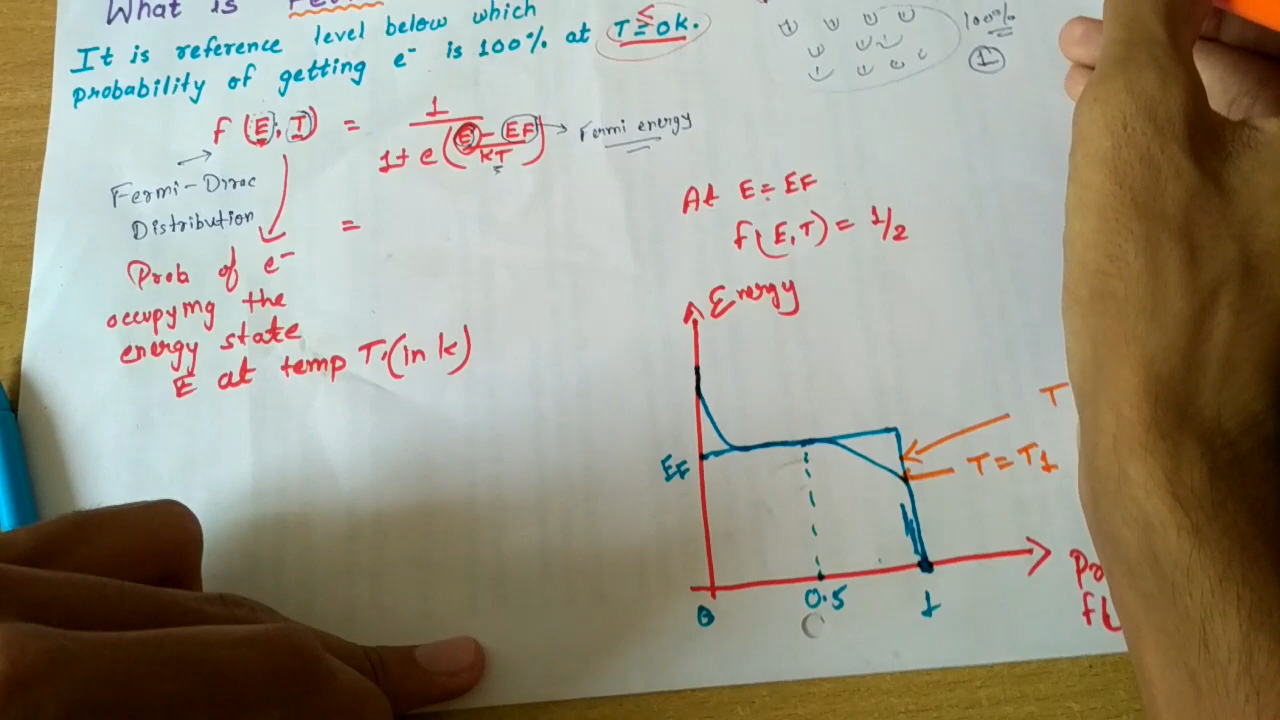 What is
It is reference level below which
probability of getting e⁻ is 100% at T≤0k.
100%
1
f (E, T) = 1 / 1 + e (E - EF / KT) → Fermi energy
Fermi-Dirac
Distribution
=
Prob of e⁻
occupying the
energy state
E at temp T (in k)
At E = EF
f(E,T) = 1/2
Energy
T
EF
T = T1
0
0.5
1